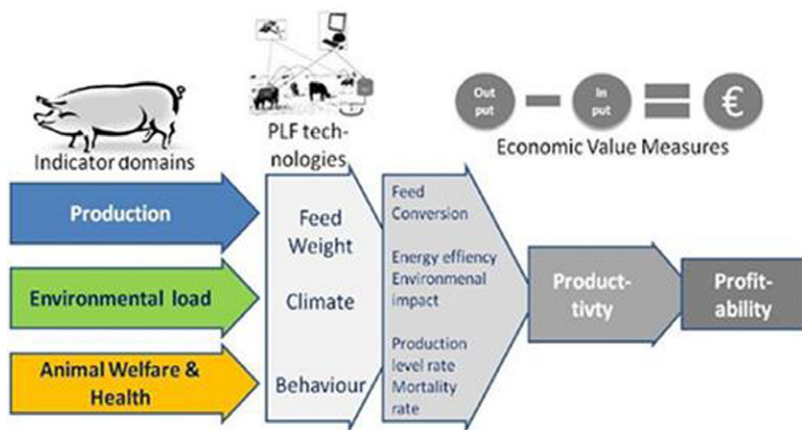 Out
put
In
put
€
Indicator domains
PLF tech-
nologies
Economic Value Measures
Production
Environmental load
Animal Welfare &
Health
Feed
Weight
Climate
Behaviour
Feed
Conversion
Energy effiency
Environmenal
impact
Production
level rate
Mortality
rate
Product-
tivty
Profit-
ability